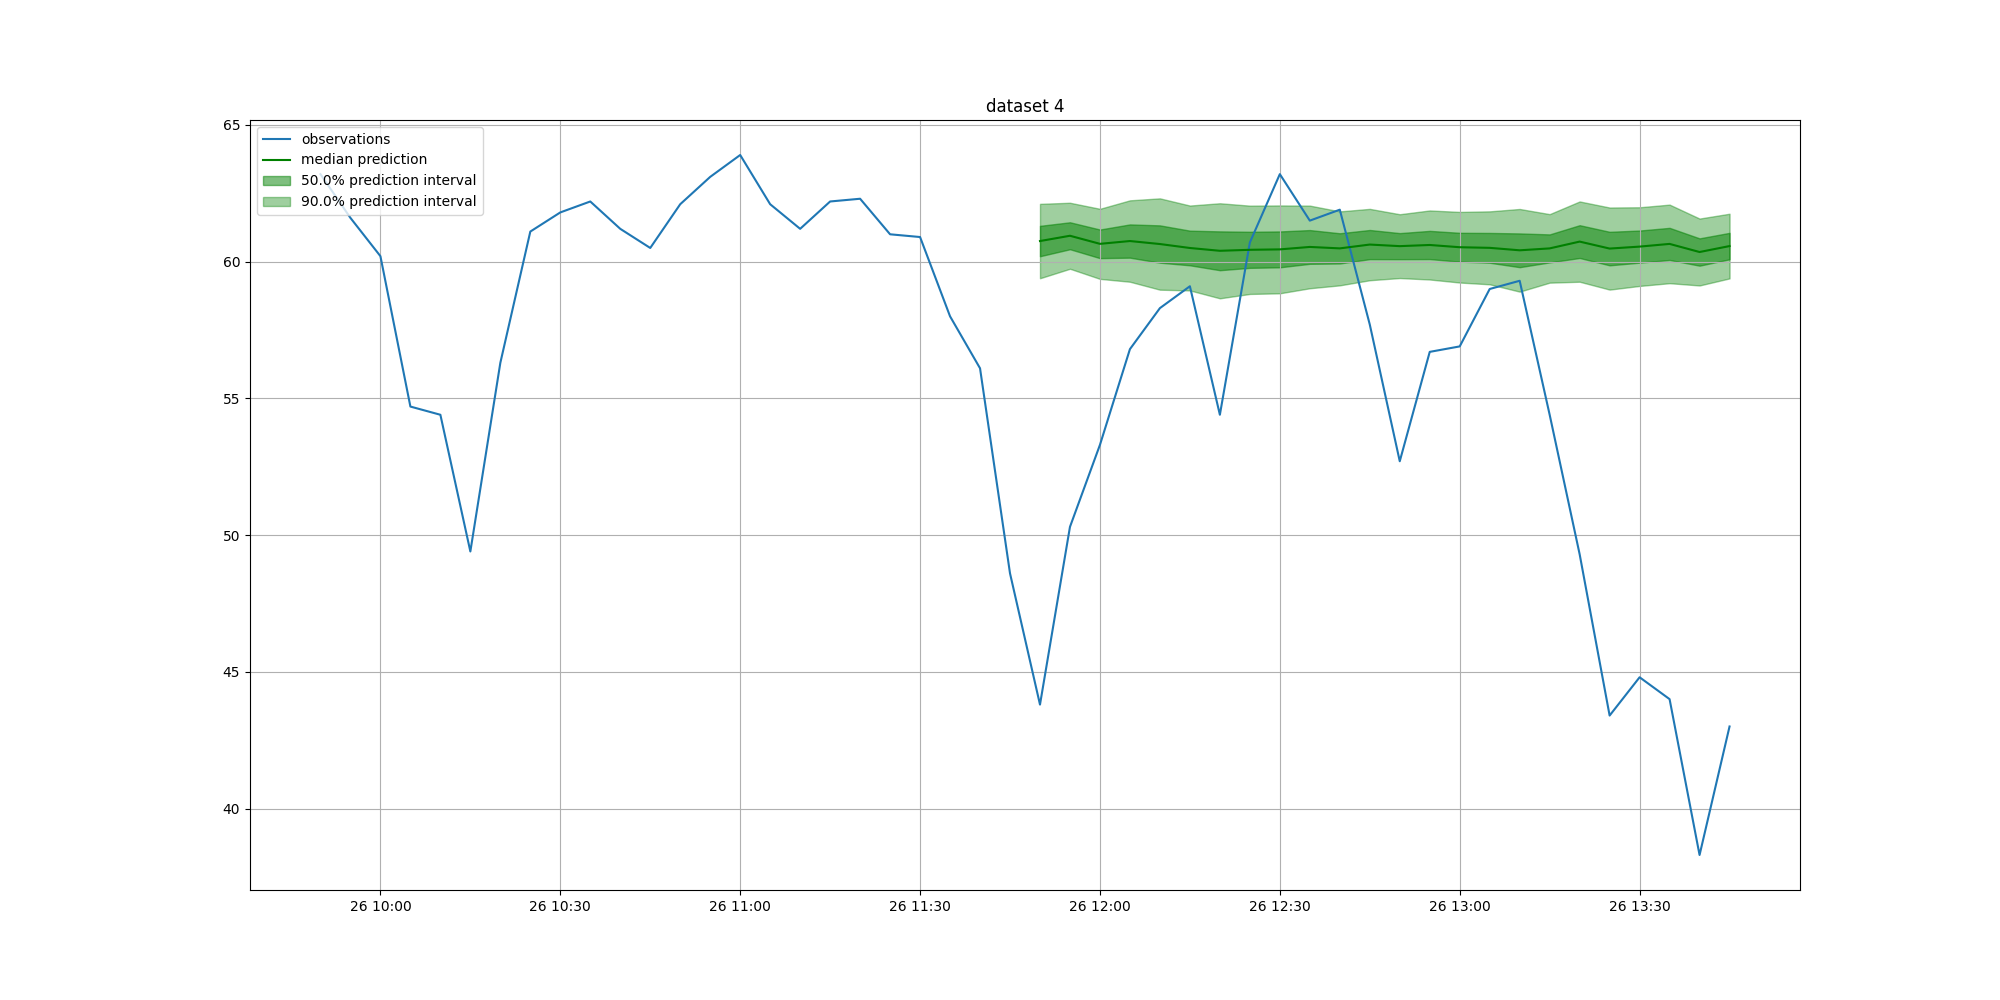 dataset 4
65
observations
median prediction
50.0% prediction interval
90.0% prediction interval
60
55
50
45
40
26 10:00
26 10:30
26 11:00
26 11:30
26 12:00
26 12:30
26 13:00
26 13:30